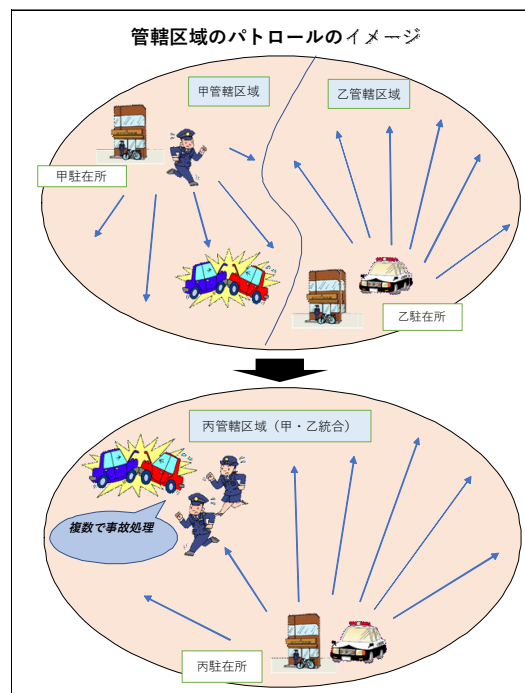 管轄区域のパトロールのイメージ
甲管轄区域
乙管轄区域
甲駐在所
乙駐在所
丙管轄区域（甲・乙統合）
複数で事故処理
丙駐在所